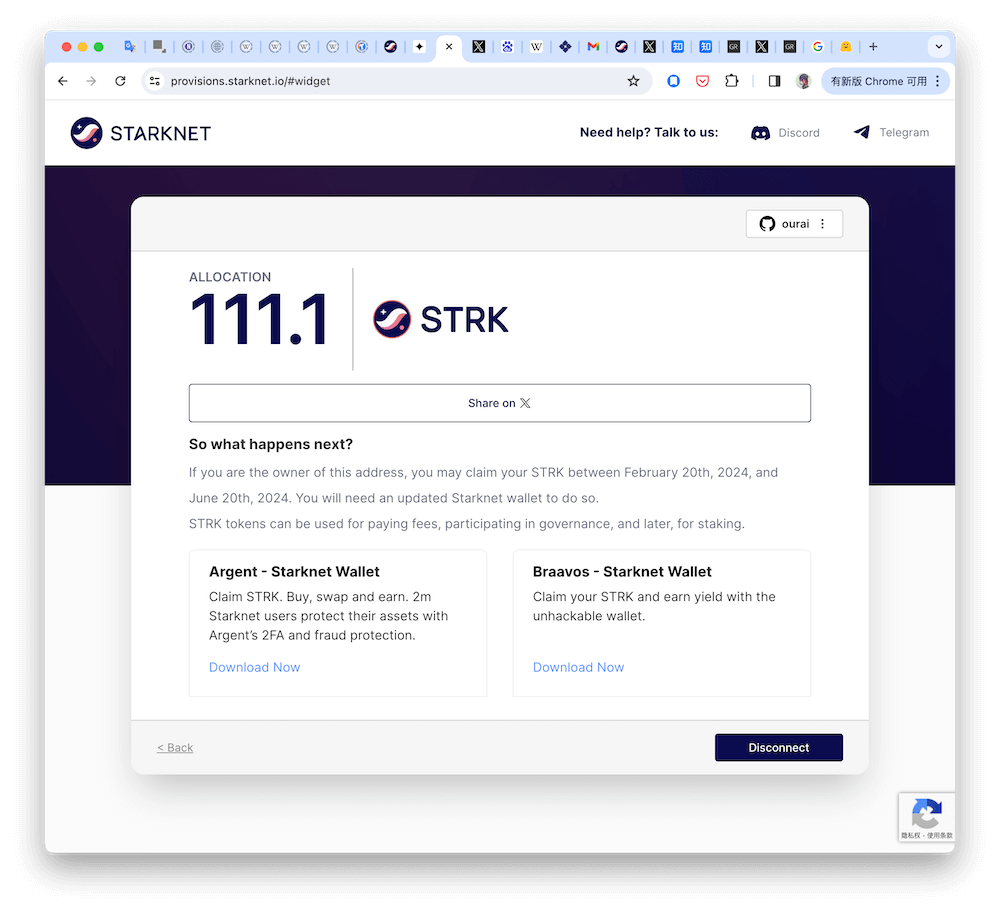 provisions.starknet.io/#widget
有新版 Chrome 可用
STARKNET
Need help? Talk to us:
Discord
Telegram
ourai
ALLOCATION
111.1
STRK
Share on X
So what happens next?
If you are the owner of this address, you may claim your STRK between February 20th, 2024, and
June 20th, 2024. You will need an updated Starknet wallet to do so.
STRK tokens can be used for paying fees, participating in governance, and later, for staking.
Argent - Starknet Wallet
Claim STRK. Buy, swap and earn. 2m
Starknet users protect their assets with
Argent’s 2FA and fraud protection.
Download Now
Braavos - Starknet Wallet
Claim your STRK and earn yield with the
unhackable wallet.
Download Now
< Back
Disconnect
隐私权 - 使用条款